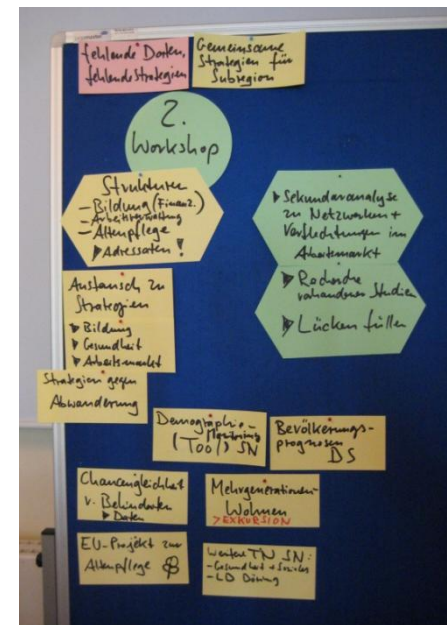 fehlende Daten,
fehlende Strategien
Gemeinsame
Strategien für
Subregion
2.
Workshop
Strukturen
- Bildung (Finanz.)
- Arbeitsverwaltung
- Altenpflege
Adressaten!
Sekundäranalyse
zu Netzwerken +
Verflechtungen im
Arbeitsmarkt
Recherche
vorhandener Studien
Lücken füllen
Austausch zu
Strategien
Bildung
Gesundheit
Arbeitsmarkt
Strategien gegen
Abwanderung
Demographie-
Monitoring
(Tool) SN
Bevölkerungs-
prognosen
DS
Chancengleichheit
v. Behinderten
Daten
Mehrgenerationen-
Wohnen
>EXKURSION
EU-Projekt zur
Altenpflege
weitere TN SN:
- Gesundheit + Soziales
- LD